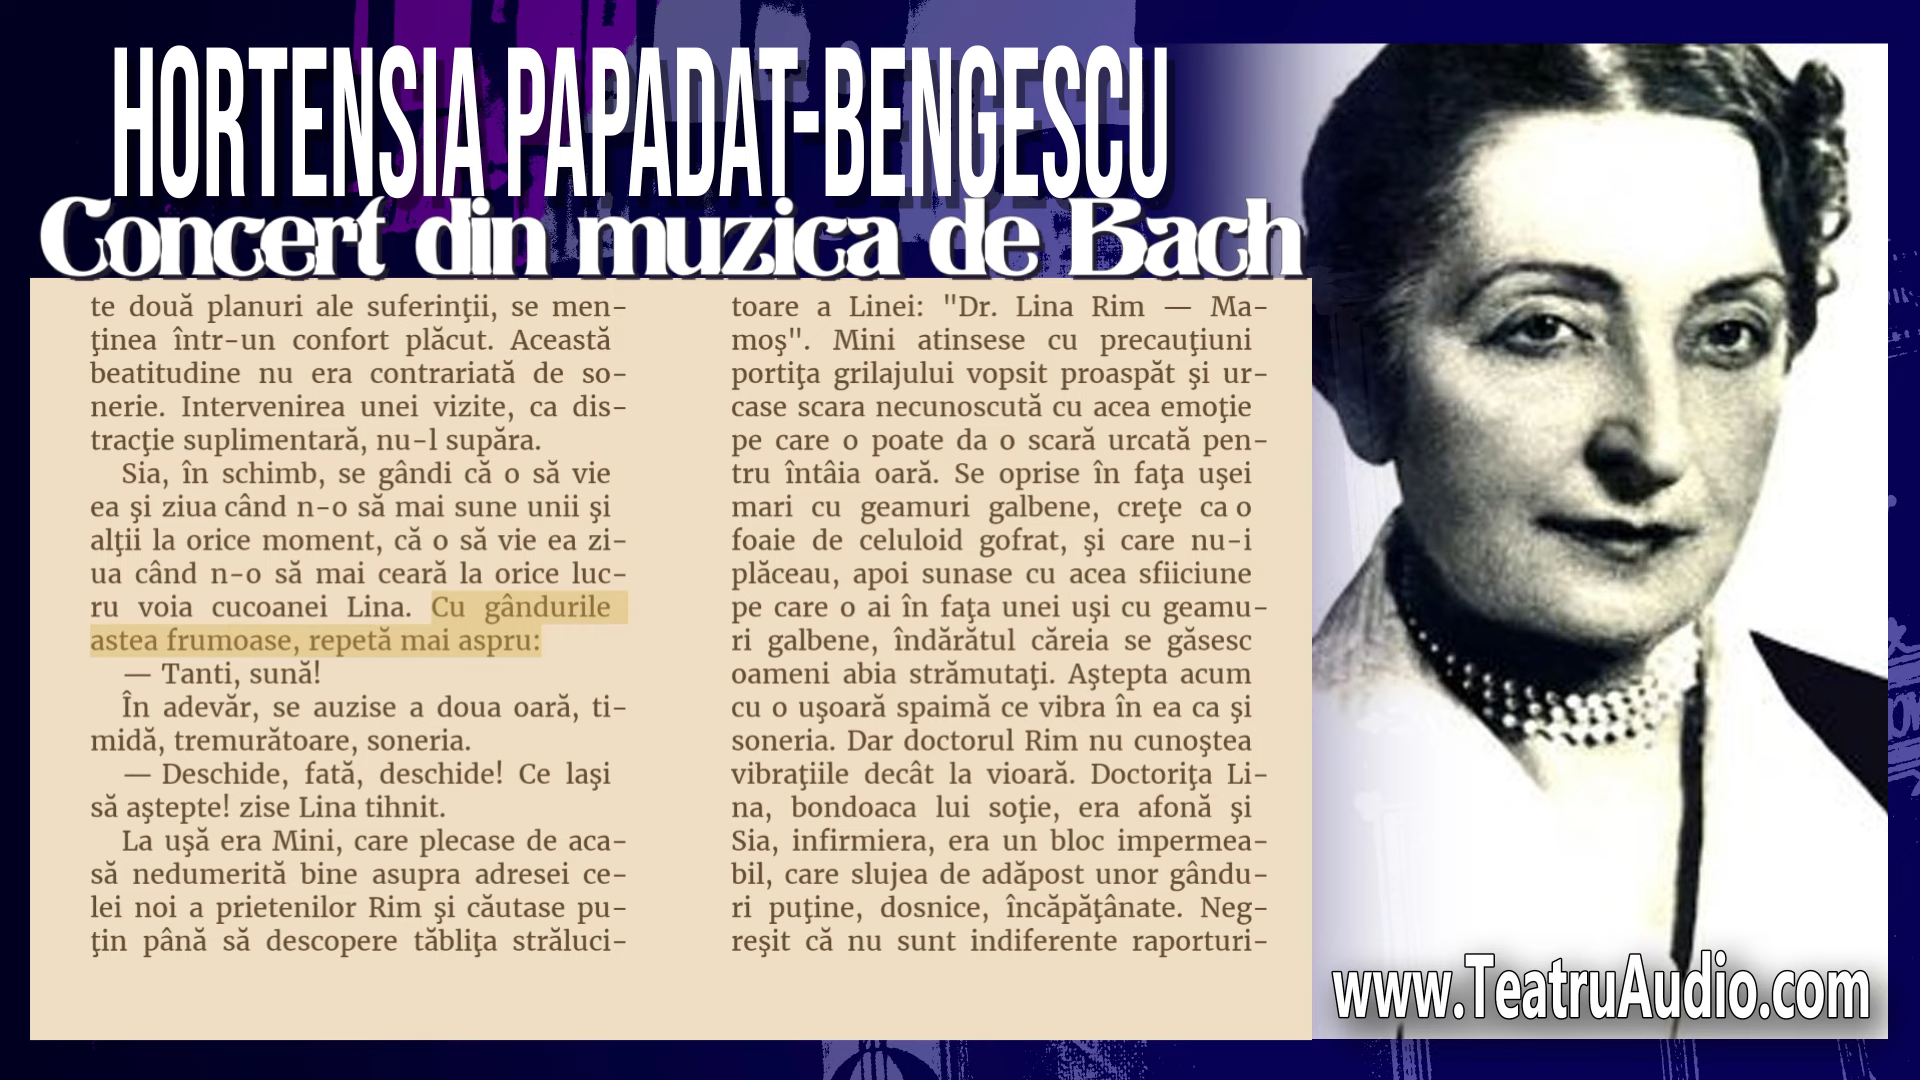 HORTENSIA PAPADAT-BENGESCU
Concert din muzica de Bach
te două planuri ale suferinţii, se men-
ţinea într-un confort plăcut. Această
beatitudine nu era contrariată de so-
nerie. Intervenirea unei vizite, ca dis-
tracţie suplimentară, nu-l supăra.
Sia, în schimb, se gândi că o să vie
ea şi ziua când n-o să mai sune unii şi
alţii la orice moment, că o să vie ea zi-
ua când n-o să mai ceară la orice luc-
ru voia cucoanei Lina. Cu gândurile
astea frumoase, repetă mai aspru:
— Tanti, sună!
În adevăr, se auzise a doua oară, ti-
midă, tremurătoare, soneria.
— Deschide, fată, deschide! Ce laşi
să aştepte! zise Lina tihnit.
La uşă era Mini, care plecase de aca-
să nedumerită bine asupra adresei ce-
lei noi a prietenilor Rim şi căutase pu-
ţin până să descopere tăbliţa străluci-
toare a Linei: "Dr. Lina Rim — Ma-
moş". Mini atinsese cu precauţiuni
portiţa grilajului vopsit proaspăt şi ur-
case scara necunoscută cu acea emoţie
pe care o poate da o scară urcată pen-
tru întâia oară. Se oprise în faţa uşei
mari cu geamuri galbene, creţe ca o
foaie de celuloid gofrat, şi care nu-i
plăceau, apoi sunase cu acea sfiiciune
pe care o ai în faţa unei uşi cu geamu-
ri galbene, îndărătul căreia se găsesc
oameni abia strămutaţi. Aştepta acum
cu o uşoară spaimă ce vibra în ea ca şi
soneria. Dar doctorul Rim nu cunoştea
vibraţiile decât la vioară. Doctoriţa Li-
na, bondoaca lui soţie, era afonă şi
Sia, infirmiera, era un bloc impermea-
bil, care slujea de adăpost unor gându-
ri puţine, dosnice, încăpăţânate. Neg-
reşit că nu sunt indiferente raporturi-
www.TeatruAudio.com